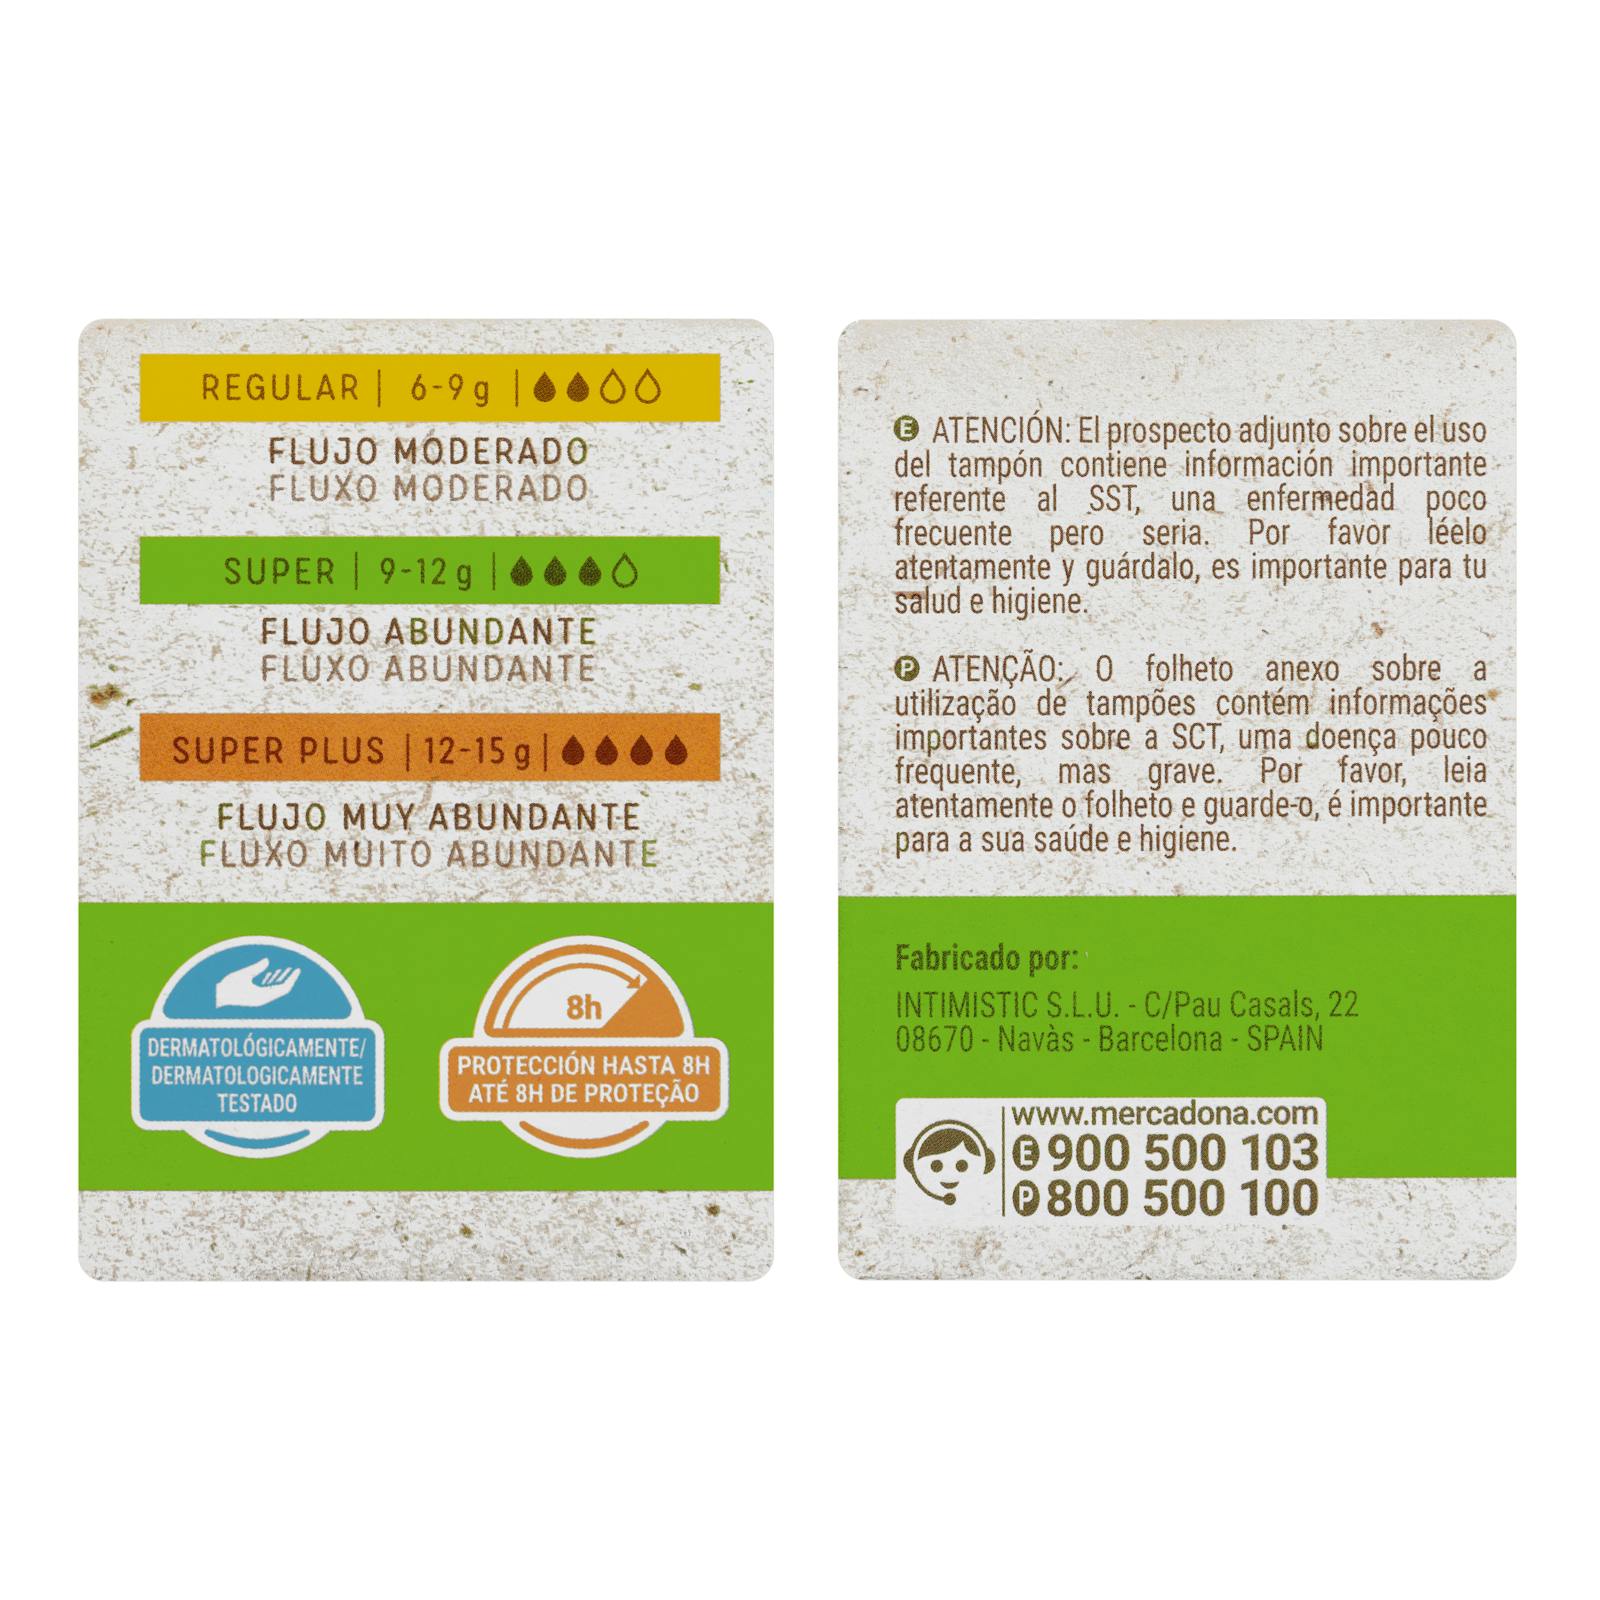 REGULAR | 6-9 g |
FLUJO MODERADO
FLUXO MODERADO
SUPER | 9-12 g |
FLUJO ABUNDANTE
FLUXO ABUNDANTE
SUPER PLUS | 12-15 g |
FLUJO MUY ABUNDANTE
FLUXO MUITO ABUNDANTE
DERMATOLÓGICAMENTE/
DERMATOLOGICAMENTE
TESTADO
8h
PROTECCIÓN HASTA 8H
ATÉ 8H DE PROTEÇÃO
E ATENCIÓN: El prospecto adjunto sobre el uso
del tampón contiene información importante
referente al SST, una enfermedad poco
frecuente pero seria. Por favor léelo
atentamente y guárdalo, es importante para tu
salud e higiene.
P ATENÇÃO: O folheto anexo sobre a
utilização de tampões contém informações
importantes sobre a SCT, uma doença pouco
frequente, mas grave. Por favor, leia
atentamente o folheto e guarde-o, é importante
para a sua saúde e higiene.
Fabricado por:
INTIMISTIC S.L.U. - C/Pau Casals, 22
08670 - Navàs - Barcelona - SPAIN
www.mercadona.com
E 900 500 103
P 800 500 100